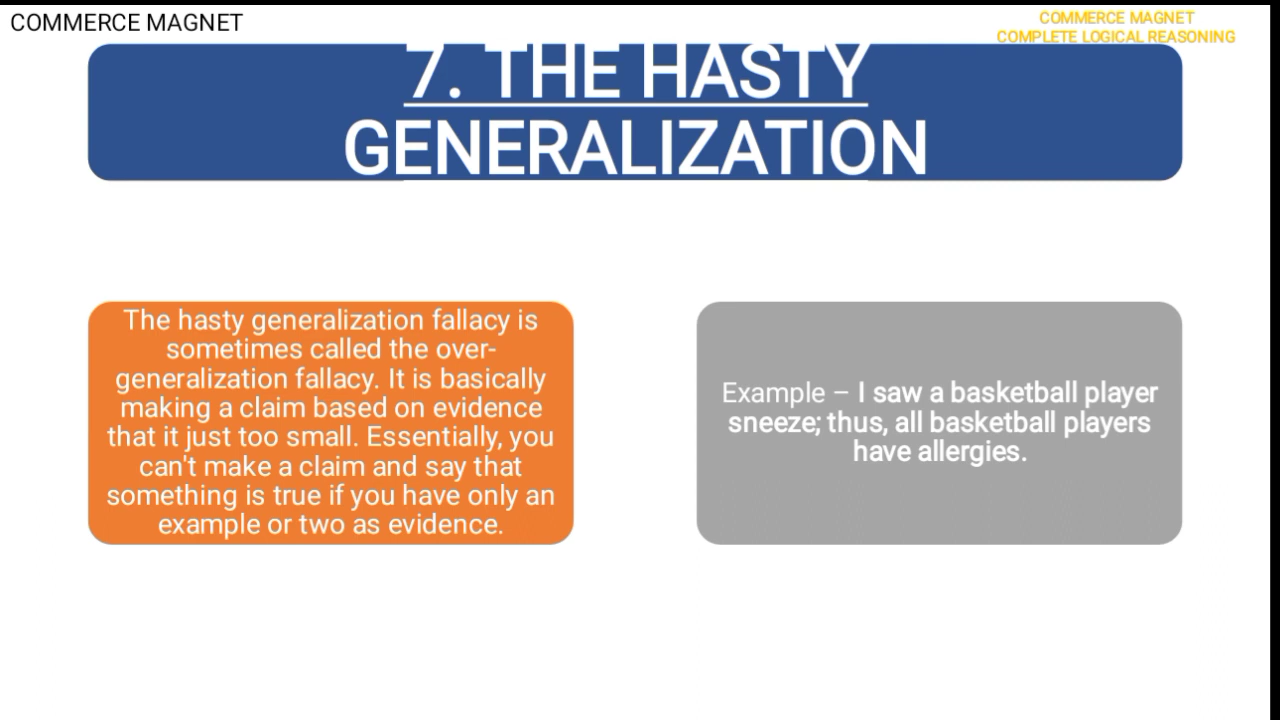 COMMERCE MAGNET
COMMERCE MAGNET
COMPLETE LOGICAL REASONING
7. THE HASTY
GENERALIZATION
The hasty generalization fallacy is
sometimes called the over-
generalization fallacy. It is basically
making a claim based on evidence
that it just too small. Essentially, you
can't make a claim and say that
something is true if you have only an
example or two as evidence.
Example – I saw a basketball player
sneeze; thus, all basketball players
have allergies.